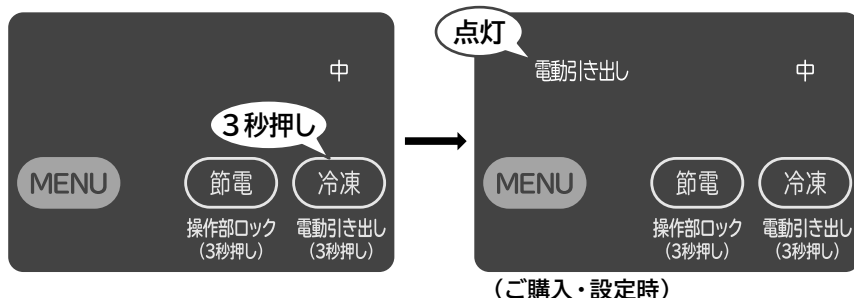 中
3秒押し
MENU
節電
冷凍
操作部ロック
(3秒押し)
電動引き出し
(3秒押し)
点灯
電動引き出し
中
MENU
節電
冷凍
操作部ロック
(3秒押し)
電動引き出し
(3秒押し)
(ご購入・設定時)